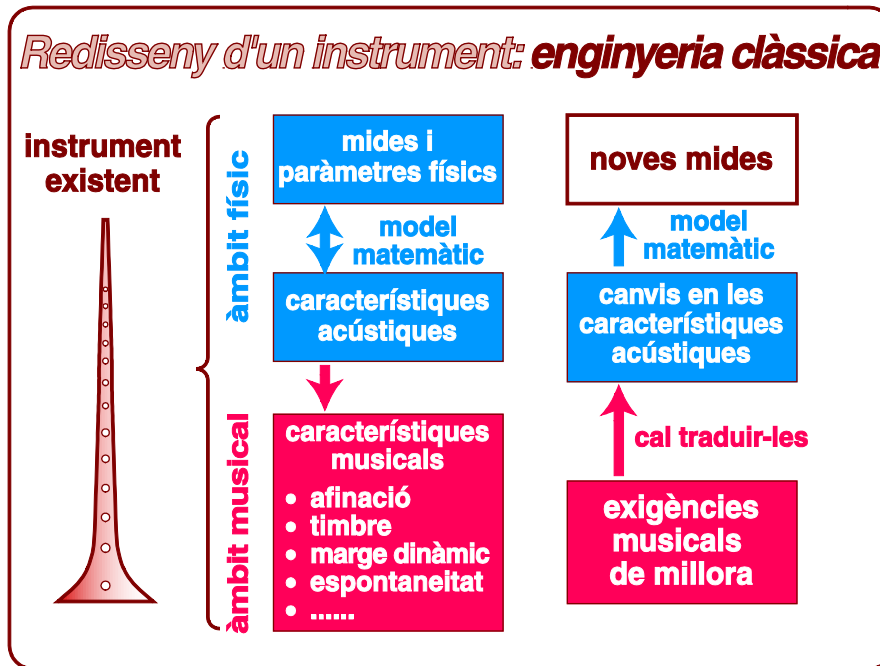 Redisseny d'un instrument: enginyeria clàssica
instrument
existent
àmbit físic
mides i
paràmetres físics
model
matemàtic
característiques
acústiques
àmbit musical
característiques
musicals
• afinació
• timbre
• marge dinàmic
• espontaneitat
• ......
noves mides
model
matemàtic
canvis en les
característiques
acústiques
cal traduir-les
exigències
musicals
de millora